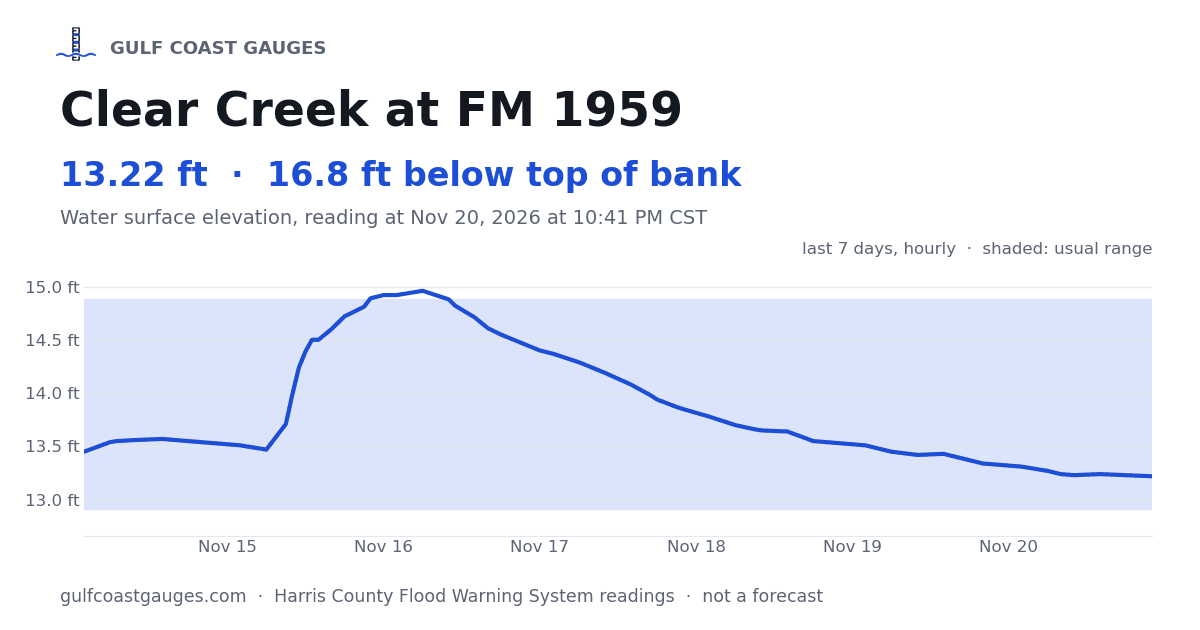 GULF COAST GAUGES
Clear Creek at FM 1959
13.22 ft · 16.8 ft below top of bank
Water surface elevation, reading at Nov 20, 2026 at 10:41 PM CST
last 7 days, hourly · shaded: usual range
15.0 ft
14.5 ft
14.0 ft
13.5 ft
13.0 ft
Nov 15 Nov 16 Nov 17 Nov 18 Nov 19 Nov 20
gulfcoastgauges.com · Harris County Flood Warning System readings · not a forecast